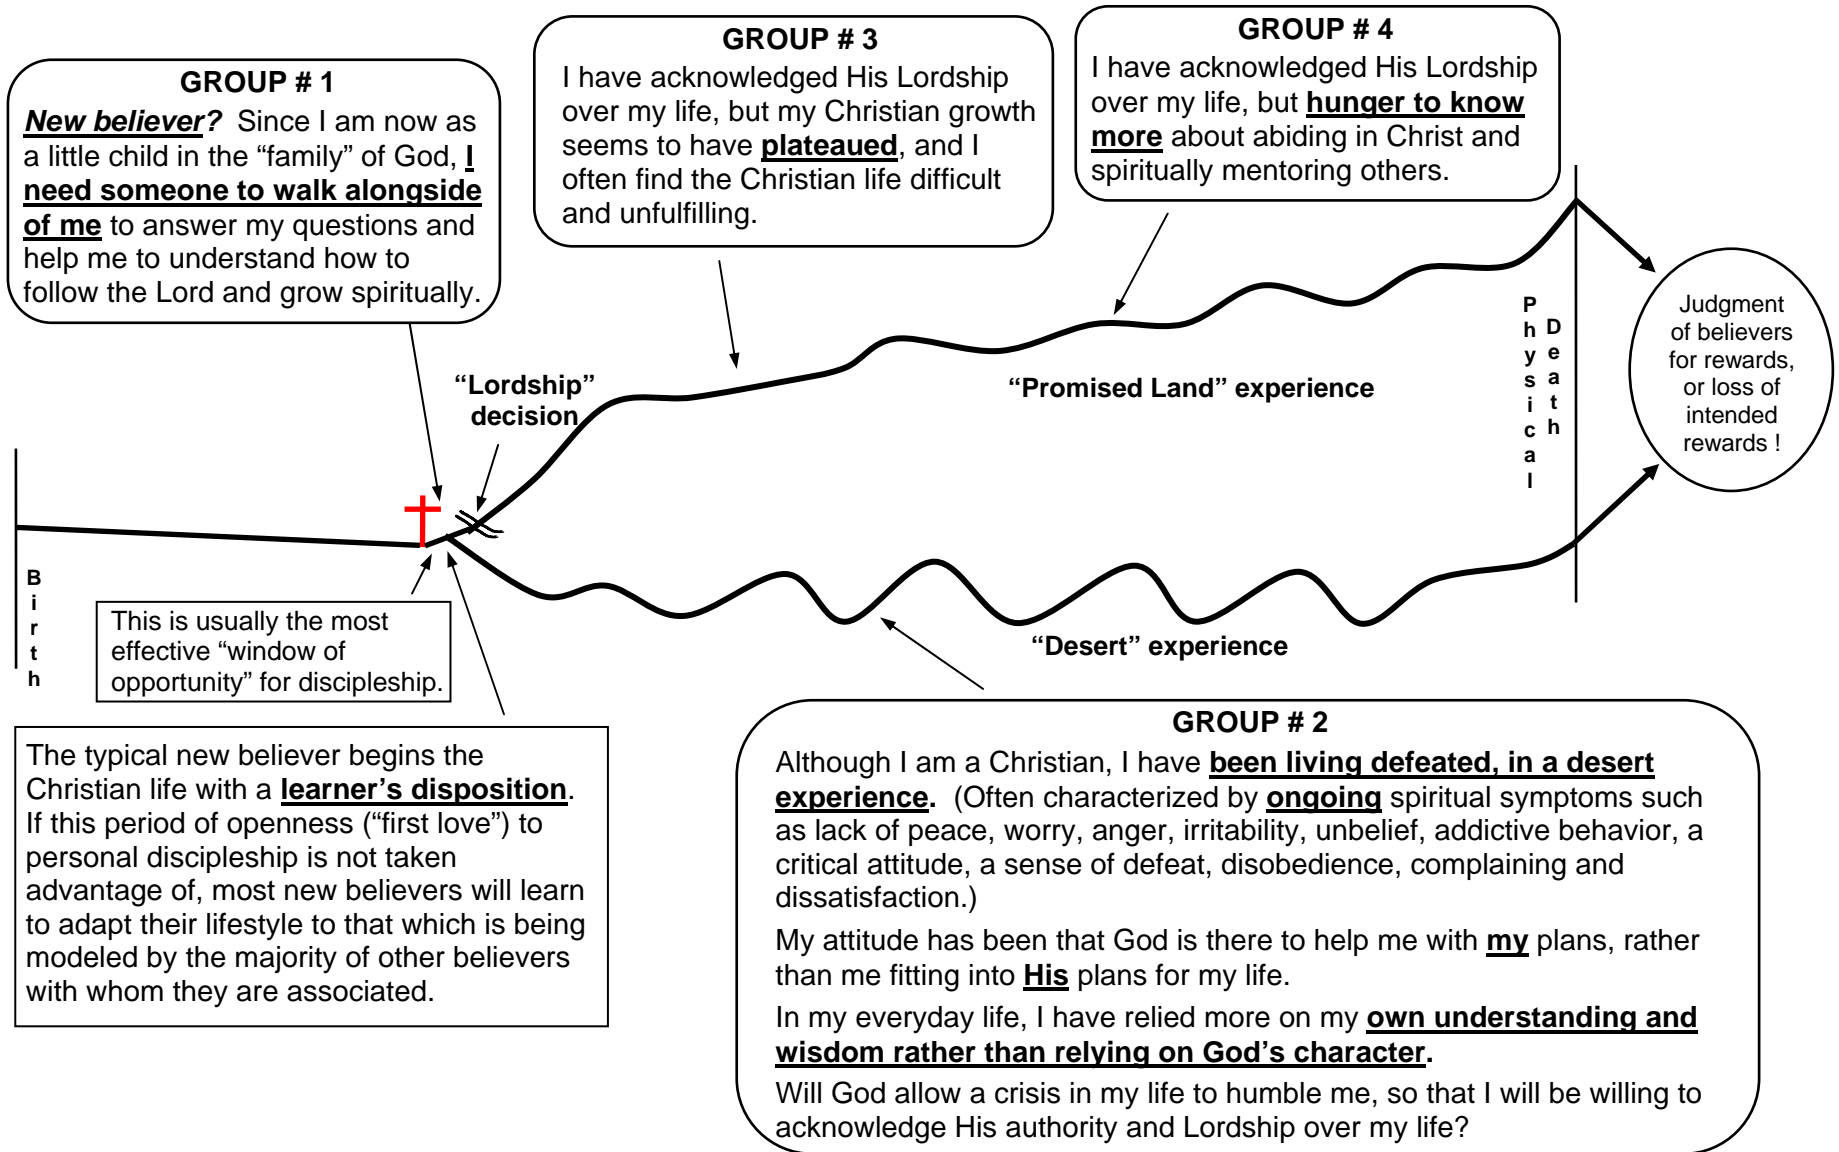 GROUP # 1
New believer?  Since I am now as
a little child in the “family” of God, I
need someone to walk alongside
of me to answer my questions and
help me to understand how to
follow the Lord and grow spiritually.
GROUP # 3
I have acknowledged His Lordship
over my life, but my Christian growth
seems to have plateaued, and I
often find the Christian life difficult
and unfulfilling.
GROUP # 4
I have acknowledged His Lordship
over my life, but hunger to know
more about abiding in Christ and
spiritually mentoring others.
“Lordship”
decision
“Promised Land” experience
Physical
Death
Judgment
of believers
for rewards,
or loss of
intended
rewards !
Birth
This is usually the most
effective “window of
opportunity” for discipleship.
“Desert” experience
The typical new believer begins the
Christian life with a learner’s disposition.
If this period of openness (“first love”) to
personal discipleship is not taken
advantage of, most new believers will learn
to adapt their lifestyle to that which is being
modeled by the majority of other believers
with whom they are associated.
GROUP # 2
Although I am a Christian, I have been living defeated, in a desert
experience.  (Often characterized by ongoing spiritual symptoms such
as lack of peace, worry, anger, irritability, unbelief, addictive behavior, a
critical attitude, a sense of defeat, disobedience, complaining and
dissatisfaction.)
My attitude has been that God is there to help me with my plans, rather
than me fitting into His plans for my life.
In my everyday life, I have relied more on my own understanding and
wisdom rather than relying on God’s character.
Will God allow a crisis in my life to humble me, so that I will be willing to
acknowledge His authority and Lordship over my life?